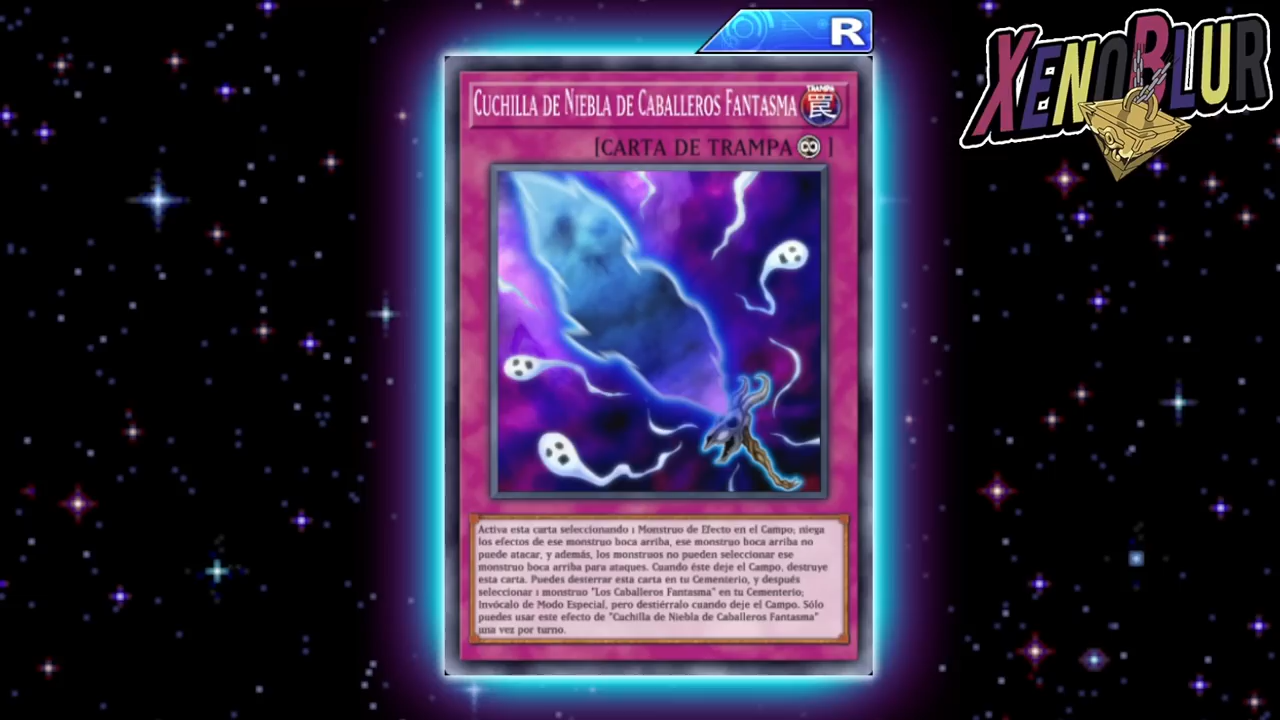 R
XENOBLUR
CUCHILLA DE NIEBLA DE CABALLEROS FANTASMA
TRAMPA
罠
[CARTA DE TRAMPA ]
Activa esta carta seleccionando 1 Monstruo de Efecto en el Campo; niega
los efectos de ese monstruo boca arriba, ese monstruo boca arriba no
puede atacar, y además, los monstruos no pueden seleccionar ese
monstruo boca arriba para ataques. Cuando éste deje el Campo, destruye
esta carta. Puedes desterrar esta carta en tu Cementerio, y después
seleccionar 1 monstruo "Los Caballeros Fantasma" en tu Cementerio;
Invócalo de Modo Especial, pero destiérralo cuando deje el Campo. Sólo
puedes usar este efecto de "Cuchilla de Niebla de Caballeros Fantasma"
una vez por turno.